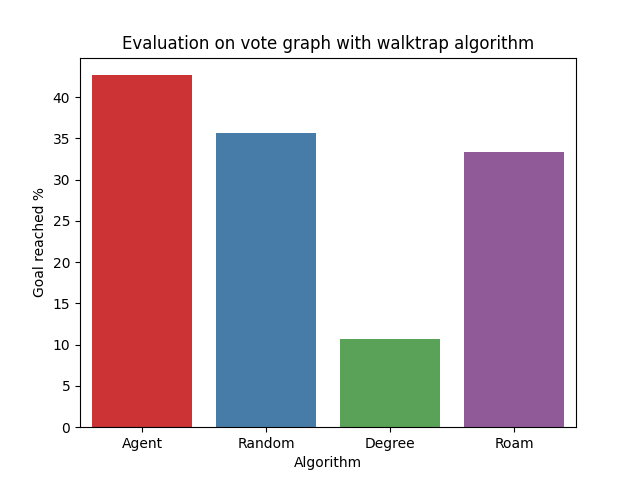 Evaluation on vote graph with walktrap algorithm
Goal reached %
40
35
30
25
20
15
10
5
0
Agent Random Degree Roam
Algorithm